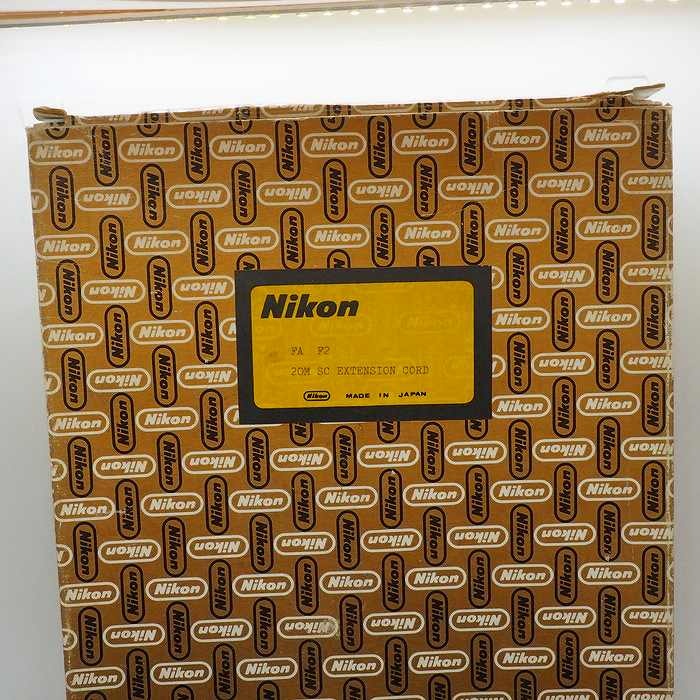 Nikon
FA F2
20M SC EXTENSION CORD
Nikon MADE IN JAPAN